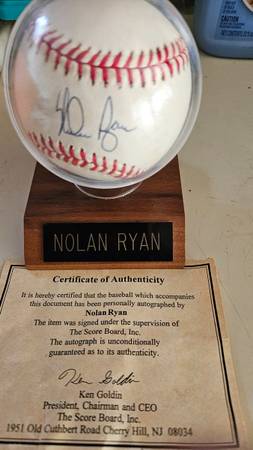 CAUTION
Nolan Ryan
NOLAN RYAN
Certificate of Authenticity
It is hereby certified that the baseball which accompanies
this document has been personally autographed by
Nolan Ryan
The item was signed under the supervision of
The Score Board, Inc.
The autograph is unconditionally
guaranteed as to its authenticity.
Ken Goldin
Ken Goldin
President, Chairman and CEO
The Score Board, Inc.
1951 Old Cuthbert Road Cherry Hill, NJ 08034